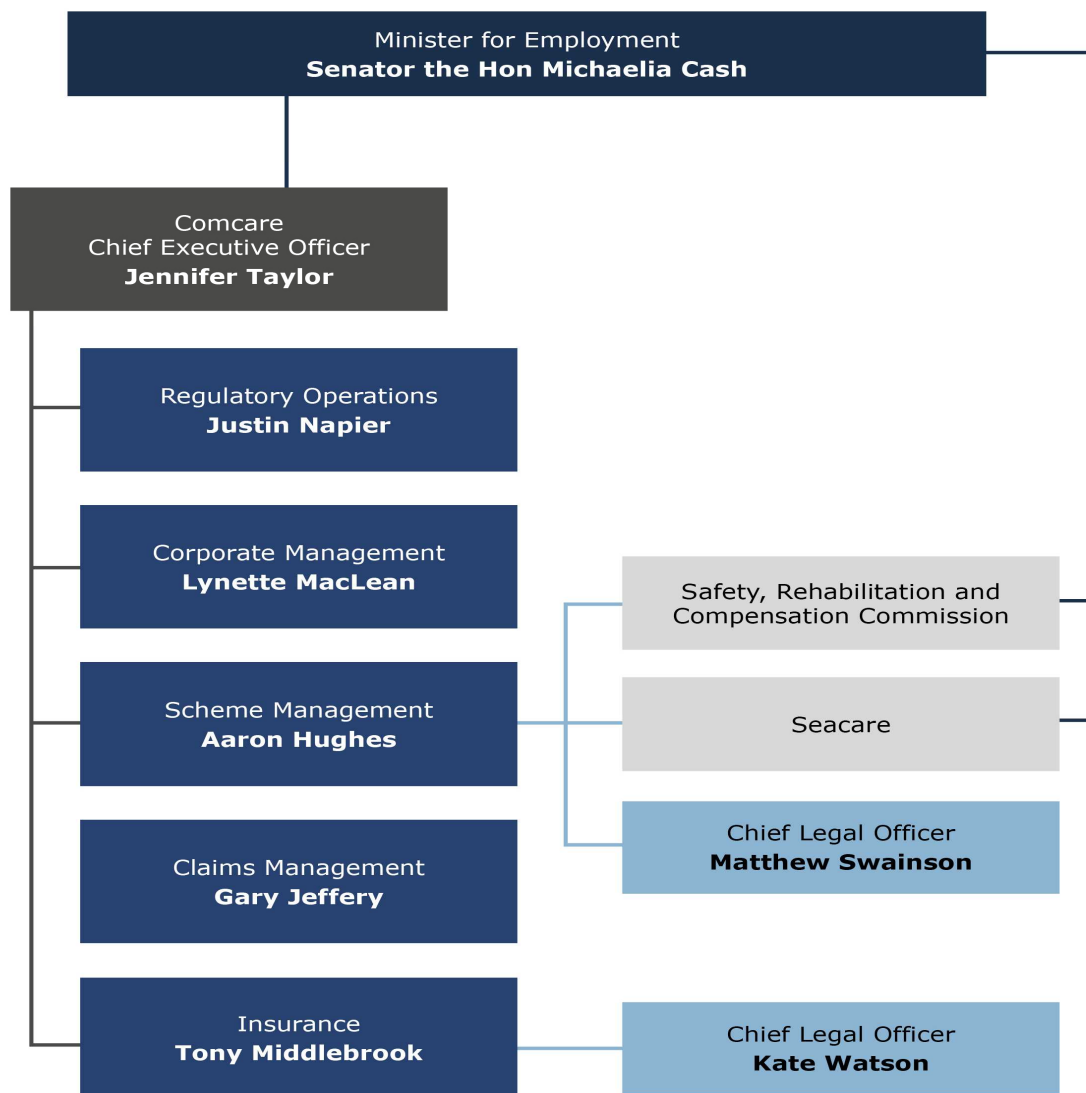 Minister for Employment
Senator the Hon Michaelia Cash
Comcare
Chief Executive Officer
Jennifer Taylor
Regulatory Operations
Justin Napier
Corporate Management
Lynette MacLean
Safety, Rehabilitation and
Compensation Commission
Scheme Management
Aaron Hughes
Seacare
Chief Legal Officer
Matthew Swainson
Claims Management
Gary Jeffery
Insurance
Tony Middlebrook
Chief Legal Officer
Kate Watson